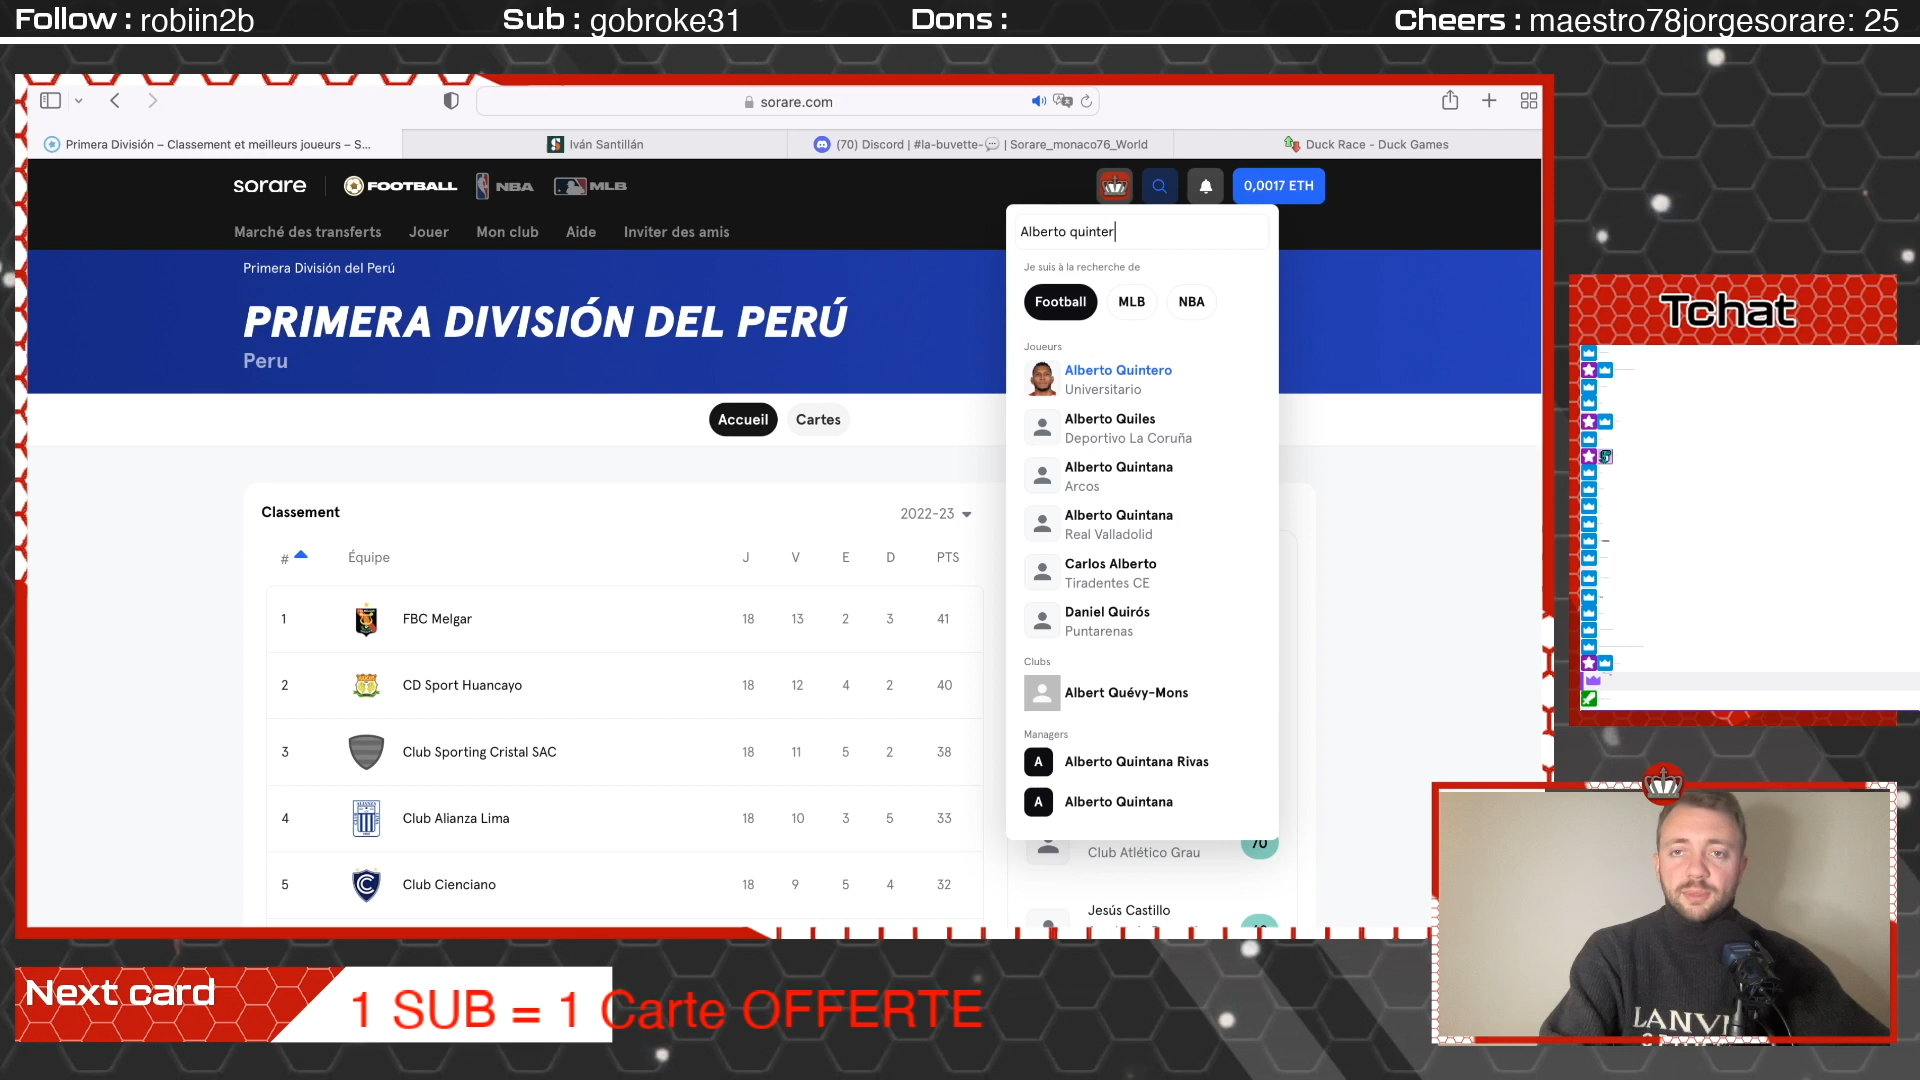 Follow : robiin2b
Sub : gobroke31
Dons :
Cheers : maestro78jorgesorare: 25
sorare.com
Primera División – Classement et meilleurs joueurs – S...
Iván Santillán
(70) Discord | #la-buvette-💬 | Sorare_monaco76_World
Duck Race - Duck Games
sorare
FOOTBALL
NBA
MLB
0,0017 ETH
Marché des transferts
Jouer
Mon club
Aide
Inviter des amis
Primera División del Perú
PRIMERA DIVISIÓN DEL PERÚ
Peru
Accueil
Cartes
Classement
2022-23
# Équipe J V E D PTS
1 FBC Melgar 18 13 2 3 41
2 CD Sport Huancayo 18 12 4 2 40
3 Club Sporting Cristal SAC 18 11 5 2 38
4 Club Alianza Lima 18 10 3 5 33
5 Club Cienciano 18 9 5 4 32
Alberto quinter
Je suis à la recherche de
Football
MLB
NBA
Joueurs
Alberto Quintero
Universitario
Alberto Quiles
Deportivo La Coruña
Alberto Quintana
Arcos
Alberto Quintana
Real Valladolid
Carlos Alberto
Tiradentes CE
Daniel Quirós
Puntarenas
Clubs
Albert Quévy-Mons
Managers
A Alberto Quintana Rivas
A Alberto Quintana
Club Atlético Grau
70
Jesús Castillo
Tchat
LANVI
Next card
1 SUB = 1 Carte OFFERTE